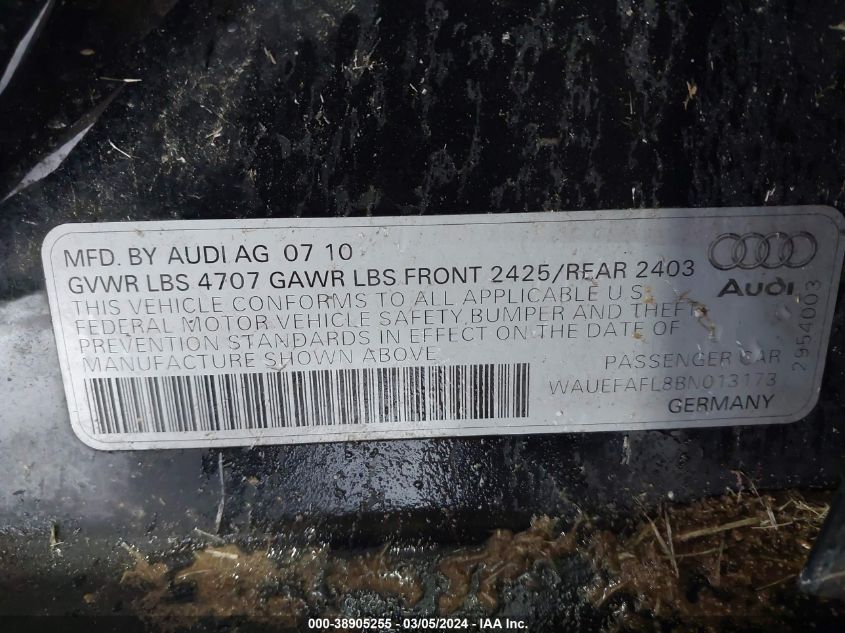 MFD. BY AUDI AG 07 10
GVWR LBS 4707 GAWR LBS FRONT 2425/REAR 2403
THIS VEHICLE CONFORMS TO ALL APPLICABLE U.S.
FEDERAL MOTOR VEHICLE SAFETY, BUMPER AND THEFT
PREVENTION STANDARDS IN EFFECT ON THE DATE OF
MANUFACTURE SHOWN ABOVE
PASSENGER CAR
WAUEFAFL8BN013173
GERMANY
Audi
2954003
000-38905255 — 03/05/2024 — IAA Inc.